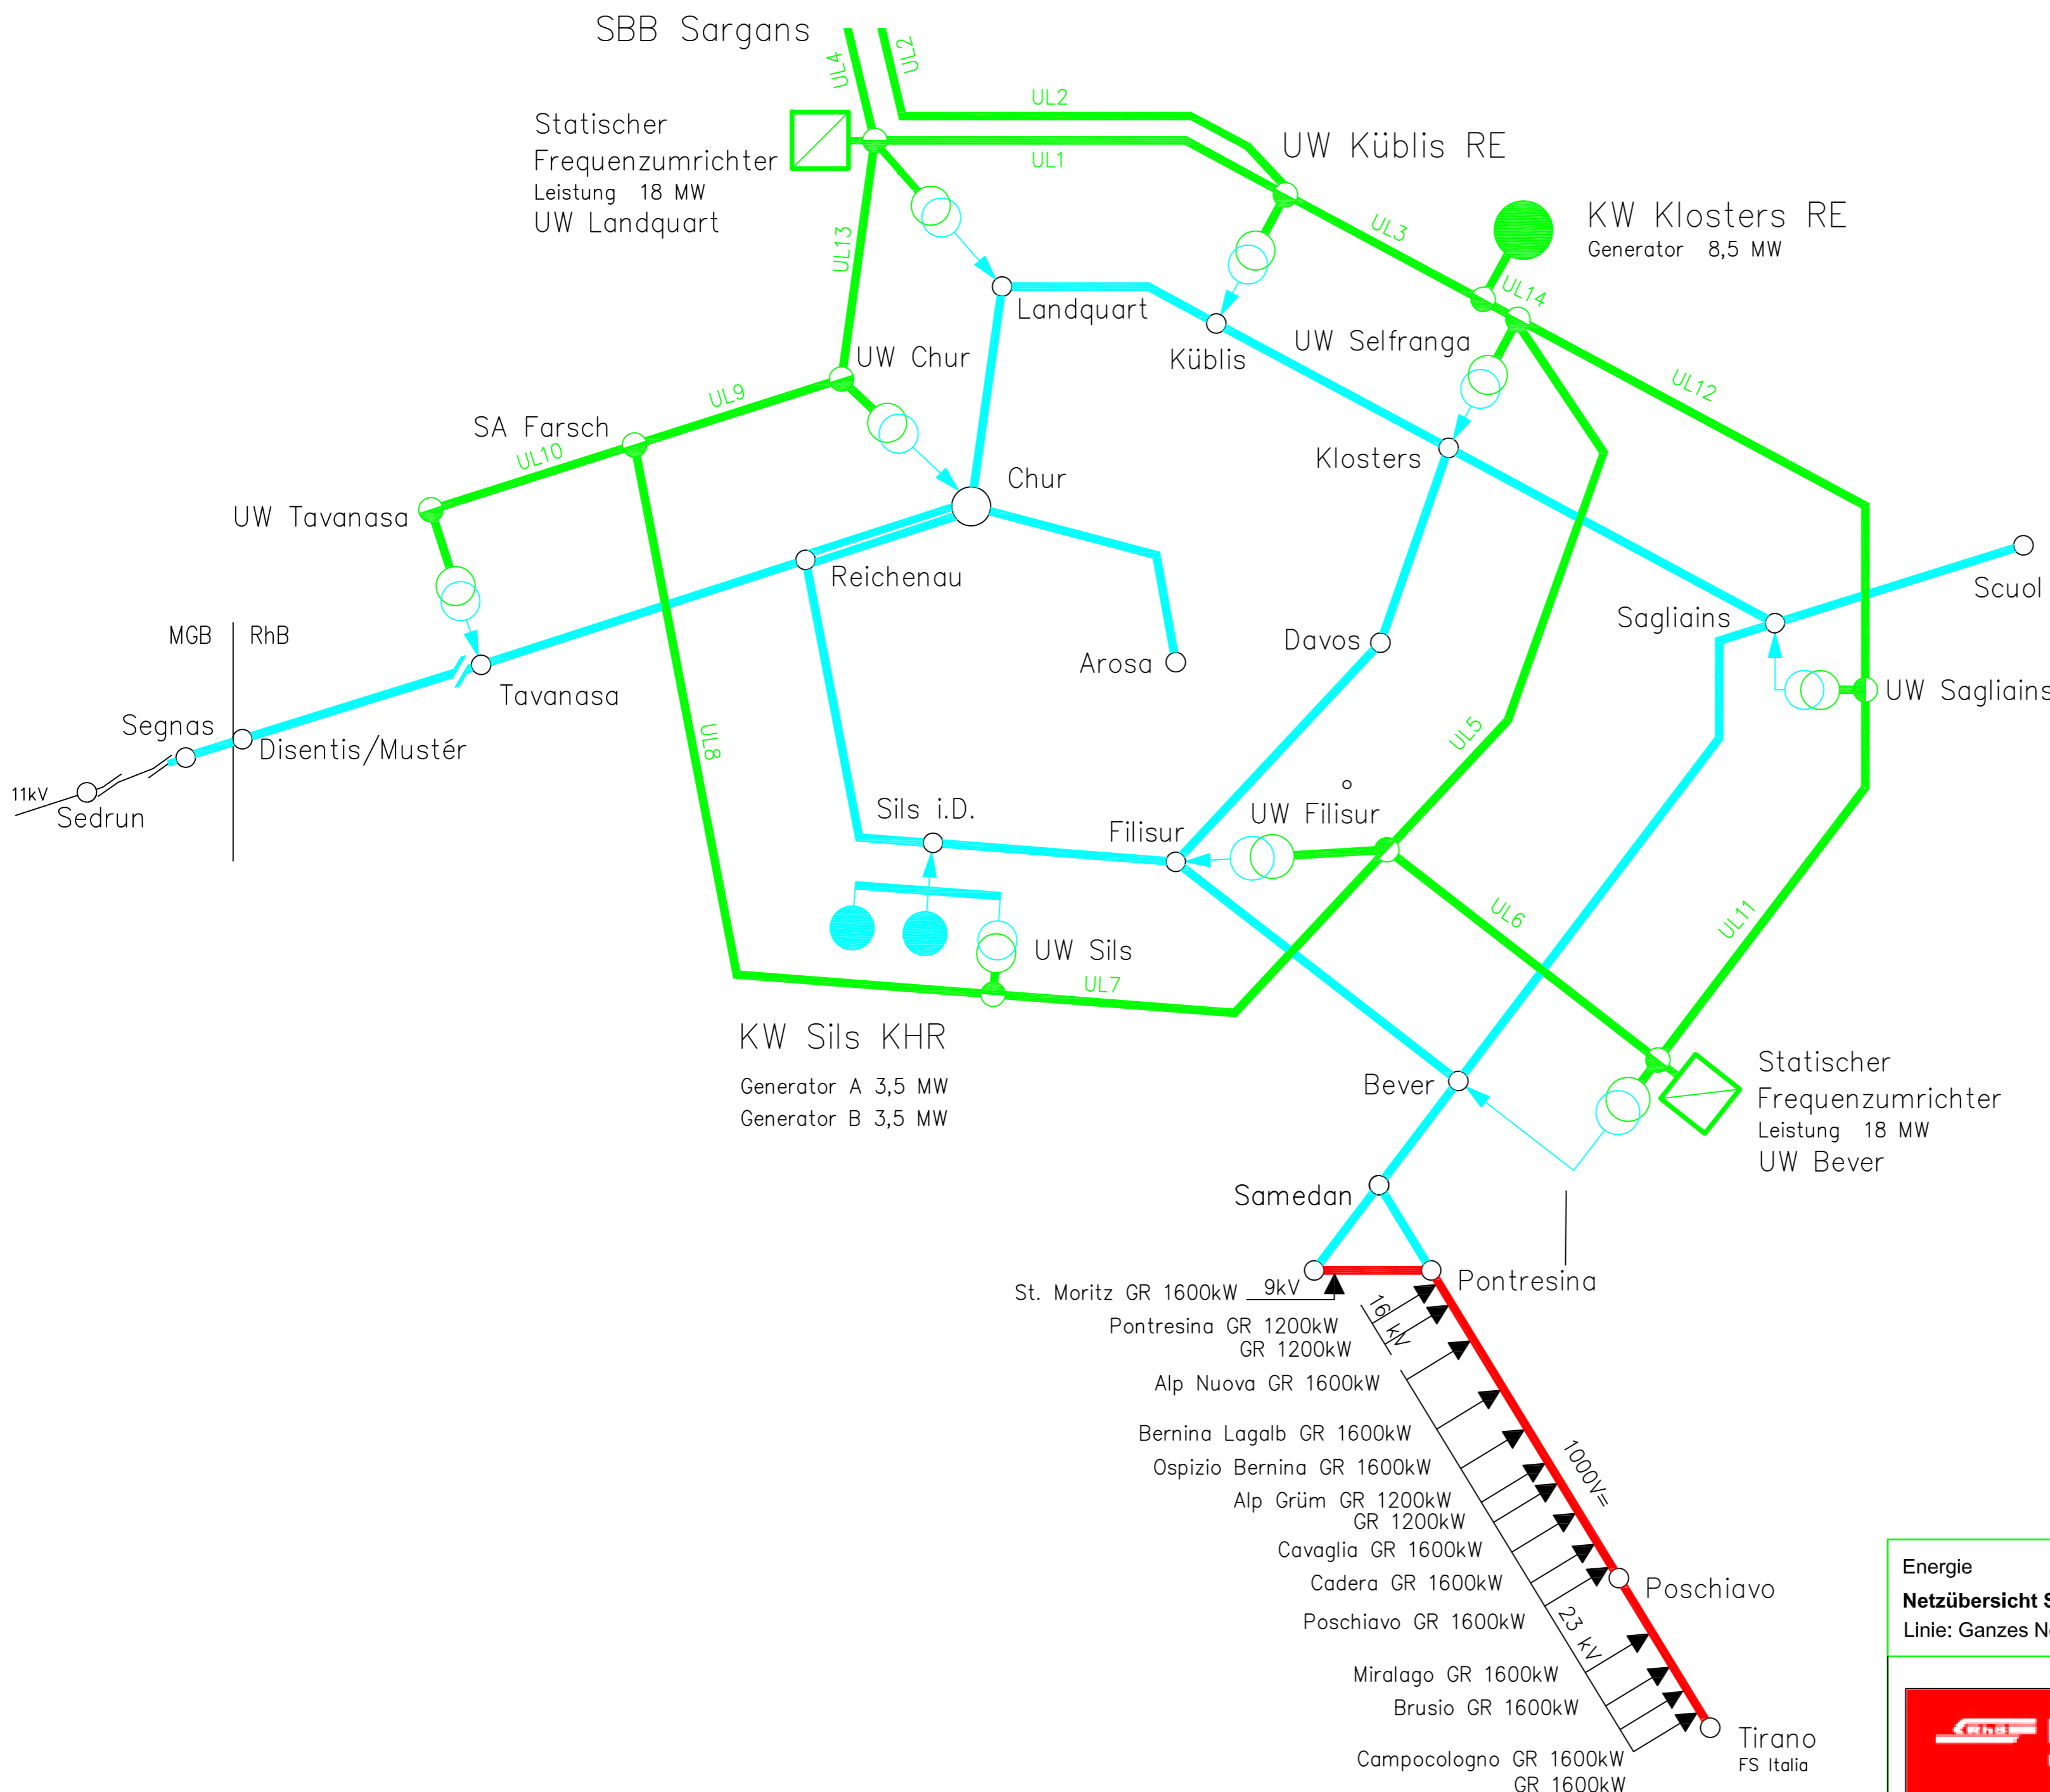 SBB Sargans
UL4
UL2
UL2
UL1
Statischer
Frequenzumrichter
Leistung 18 MW
UW Landquart
UW Küblis RE
KW Klosters RE
Generator 8,5 MW
UL3
UL14
UL13
Landquart
Küblis
UW Selfranga
UW Chur
UL12
UL9
SA Farsch
UL10
Klosters
Chur
UW Tavanasa
Reichenau
Scuol
Sagliains
MGB
RhB
Davos
Arosa
Tavanasa
UW Sagliains
Segnas
Disentis/Mustér
UL8
UL5
11kV
Sedrun
Sils i.D.
Filisur
UW Filisur
UL6
UL11
UW Sils
UL7
KW Sils KHR
Generator A 3,5 MW
Generator B 3,5 MW
Bever
Statischer
Frequenzumrichter
Leistung 18 MW
UW Bever
Samedan
Pontresina
St. Moritz GR 1600kW
9kV
16 kV
Pontresina GR 1200kW
GR 1200kW
Alp Nuova GR 1600kW
Bernina Lagalb GR 1600kW
1000V=
Ospizio Bernina GR 1600kW
Alp Grüm GR 1200kW
GR 1200kW
Cavaglia GR 1600kW
Cadera GR 1600kW
Poschiavo
Poschiavo GR 1600kW
23 kV
Miralago GR 1600kW
Brusio GR 1600kW
Tirano
FS Italia
Campocologno GR 1600kW
GR 1600kW
Energie
Netzübersicht S
Linie: Ganzes N
RhB